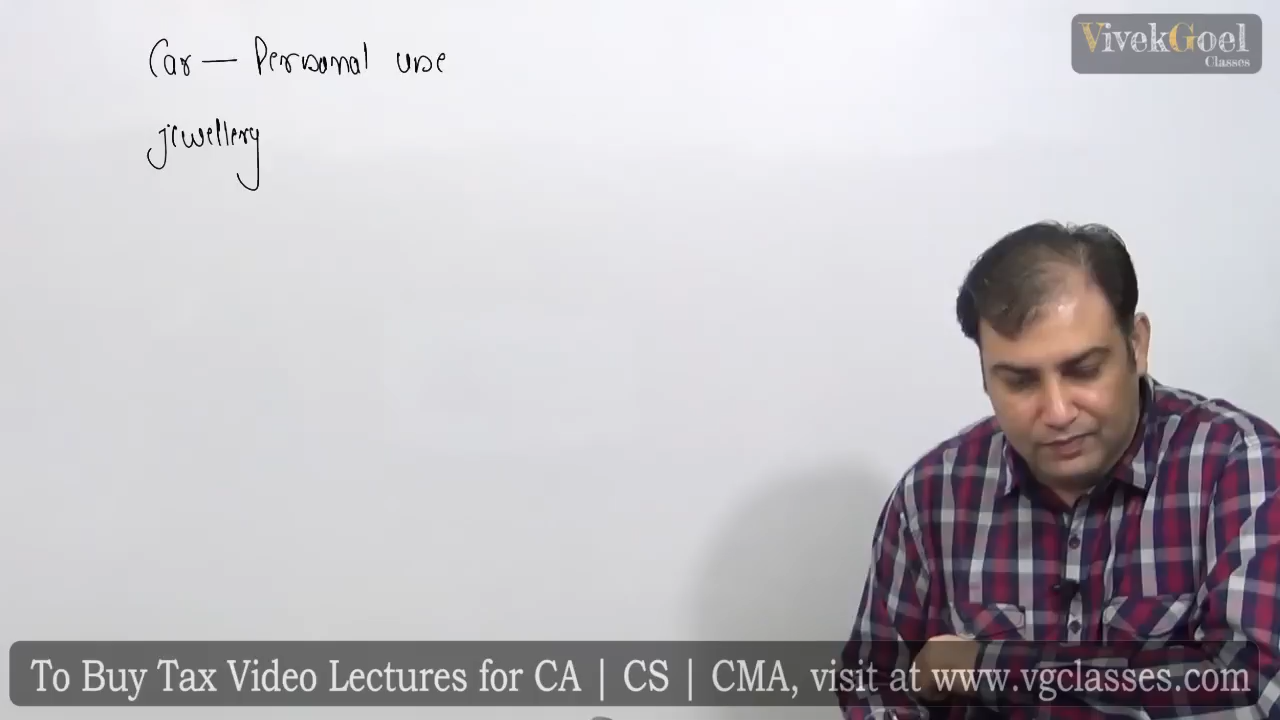 Car — Personal use
jewellery
VivekGoel
Classes
To Buy Tax Video Lectures for CA | CS | CMA, visit at www.vgclasses.com